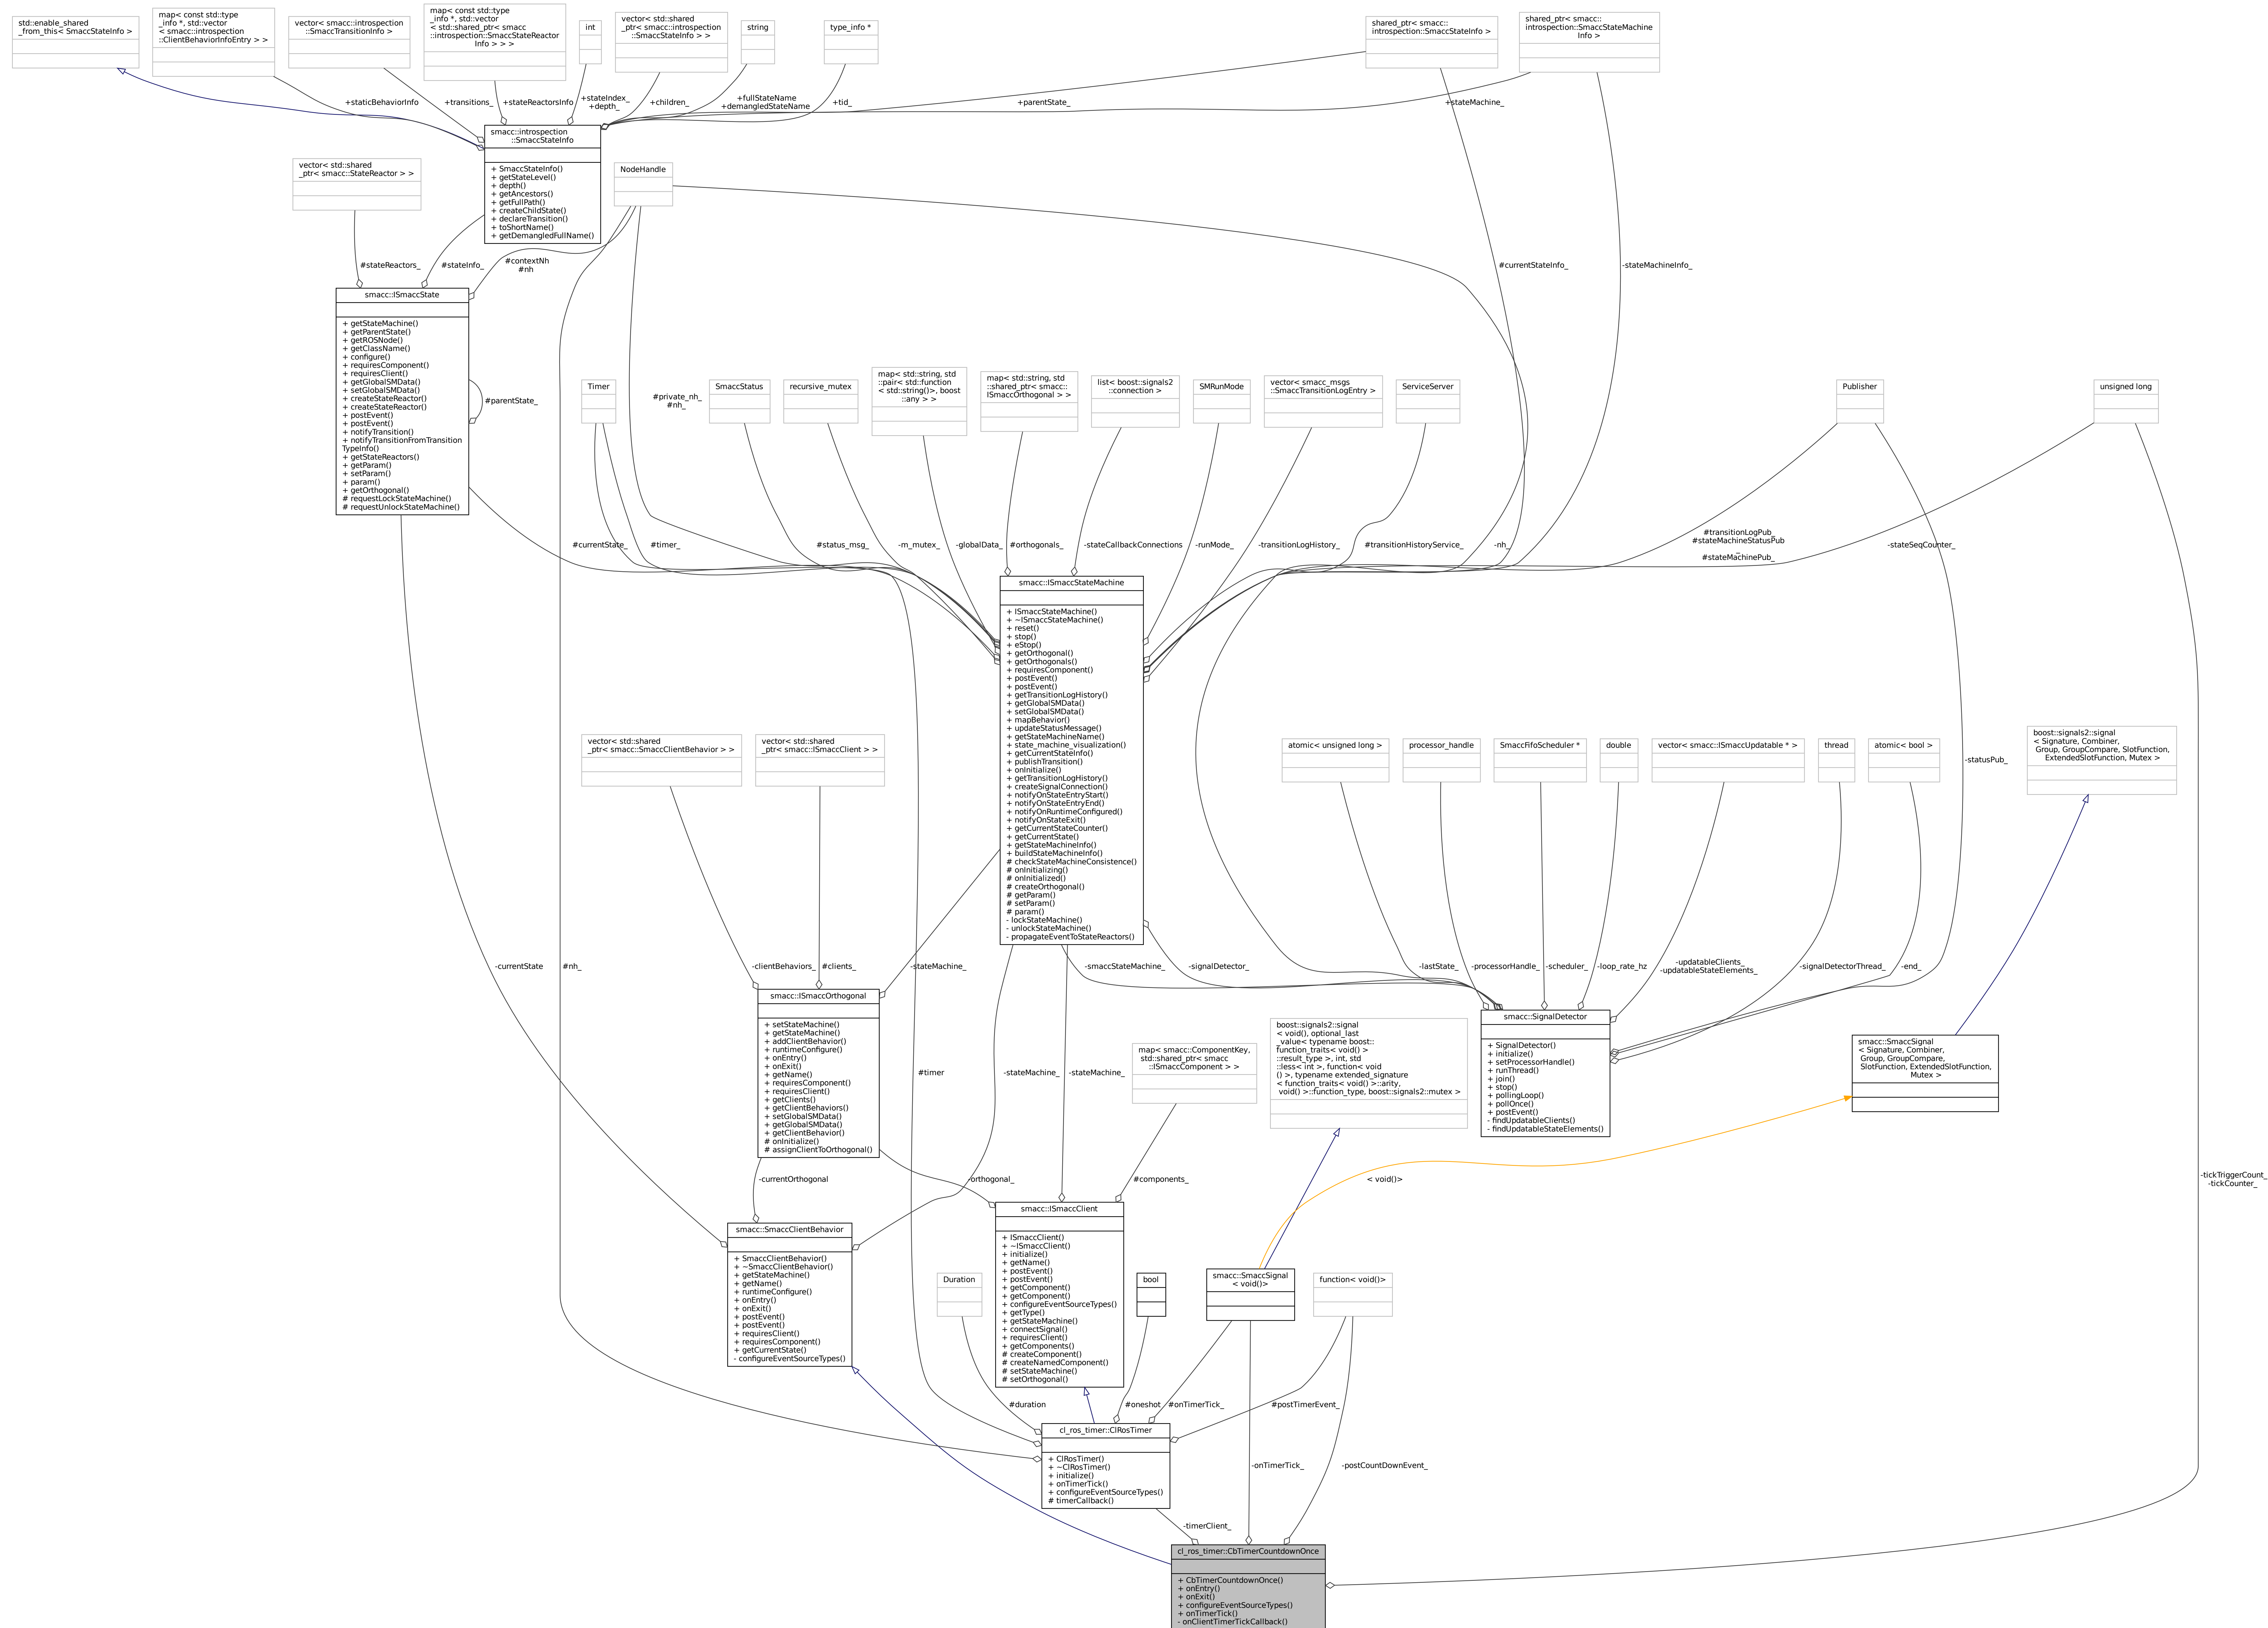 std::enable_shared
_from_this< SmaccStateInfo >
map< const std::type
_info *, std::vector
< smacc::introspection
::ClientBehaviorInfoEntry > >
vector< smacc::introspection
::SmaccTransitionInfo >
map< const std::type
_info *, std::vector
< std::shared_ptr< smacc
::introspection::SmaccStateReactor
Info > > >
int
vector< std::shared
_ptr< smacc::introspection
::SmaccStateInfo > >
string
type_info *
shared_ptr< smacc::
introspection::SmaccStateInfo >
shared_ptr< smacc::
introspection::SmaccStateMachine
Info >
+staticBehaviorInfo
+transitions_
+stateReactorsInfo
+stateIndex_
+depth_
+children_
+fullStateName
+demangledStateName
+tid_
+parentState_
+stateMachine_
smacc::introspection
::SmaccStateInfo
+ SmaccStateInfo()
+ getStateLevel()
+ depth()
+ getAncestors()
+ getFullPath()
+ createChildState()
+ declareTransition()
+ toShortName()
+ getDemangledFullName()
vector< std::shared
_ptr< smacc::StateReactor > >
NodeHandle
#stateReactors_
#stateInfo_
#contextNh
#nh
#currentStateInfo_
-stateMachineInfo_
smacc::ISmaccState
+ getStateMachine()
+ getParentState()
+ getROSNode()
+ getClassName()
+ configure()
+ requiresComponent()
+ requiresClient()
+ getGlobalSMData()
+ setGlobalSMData()
+ createStateReactor()
+ createStateReactor()
+ postEvent()
+ postEvent()
+ notifyTransition()
+ notifyTransitionFromTransition
TypeInfo()
+ getStateReactors()
+ getParam()
+ setParam()
+ param()
+ getOrthogonal()
# requestLockStateMachine()
# requestUnlockStateMachine()
#parentState_
Timer
#private_nh_
#nh_
SmaccStatus
recursive_mutex
map< std::string, std
::pair< std::function
< std::string()>, boost
::any > >
map< std::string, std
::shared_ptr< smacc::
ISmaccOrthogonal > >
list< boost::signals2
::connection >
SMRunMode
vector< smacc_msgs
::SmaccTransitionLogEntry >
ServiceServer
Publisher
unsigned long
#currentState_
#timer_
#status_msg_
-m_mutex_
-globalData_
#orthogonals_
-stateCallbackConnections
-runMode_
-transitionLogHistory_
#transitionHistoryService_
-nh_
#transitionLogPub_
#stateMachineStatusPub
_
#stateMachinePub_
-stateSeqCounter_
smacc::ISmaccStateMachine
+ ISmaccStateMachine()
+ ~ISmaccStateMachine()
+ reset()
+ stop()
+ eStop()
+ getOrthogonal()
+ getOrthogonals()
+ requiresComponent()
+ postEvent()
+ postEvent()
+ getTransitionLogHistory()
+ getGlobalSMData()
+ setGlobalSMData()
+ mapBehavior()
+ updateStatusMessage()
+ getStateMachineName()
+ state_machine_visualization()
+ getCurrentStateInfo()
+ publishTransition()
+ onInitialize()
+ getTransitionLogHistory()
+ createSignalConnection()
+ notifyOnStateEntryStart()
+ notifyOnStateEntryEnd()
+ notifyOnRuntimeConfigured()
+ notifyOnStateExit()
+ getCurrentStateCounter()
+ getCurrentState()
+ getStateMachineInfo()
+ buildStateMachineInfo()
# checkStateMachineConsistence()
# onInitializing()
# onInitialized()
# createOrthogonal()
# getParam()
# setParam()
# param()
- lockStateMachine()
- unlockStateMachine()
- propagateEventToStateReactors()
vector< std::shared
_ptr< smacc::SmaccClientBehavior > >
vector< std::shared
_ptr< smacc::ISmaccClient > >
atomic< unsigned long >
processor_handle
SmaccFifoScheduler *
double
vector< smacc::ISmaccUpdatable * >
thread
atomic< bool >
-statusPub_
boost::signals2::signal
< Signature, Combiner,
Group, GroupCompare, SlotFunction,
ExtendedSlotFunction, Mutex >
-currentState
#nh_
-clientBehaviors_
#clients_
-stateMachine_
-smaccStateMachine_
-signalDetector_
-lastState_
-processorHandle_
-scheduler_
-loop_rate_hz
-updatableClients_
-updatableStateElements_
-signalDetectorThread_
-end_
smacc::ISmaccOrthogonal
+ setStateMachine()
+ getStateMachine()
+ addClientBehavior()
+ runtimeConfigure()
+ onEntry()
+ onExit()
+ getName()
+ requiresComponent()
+ requiresClient()
+ getClients()
+ getClientBehaviors()
+ setGlobalSMData()
+ getGlobalSMData()
+ getClientBehavior()
# onInitialize()
# assignClientToOrthogonal()
#timer
-stateMachine_
-stateMachine_
map< smacc::ComponentKey,
std::shared_ptr< smacc
::ISmaccComponent > >
boost::signals2::signal
< void(), optional_last
_value< typename boost::
function_traits< void() >
::result_type >, int, std
::less< int >, function< void
() >, typename extended_signature
< function_traits< void() >::arity,
void() >::function_type, boost::signals2::mutex >
smacc::SignalDetector
+ SignalDetector()
+ initialize()
+ setProcessorHandle()
+ runThread()
+ join()
+ stop()
+ pollingLoop()
+ pollOnce()
+ postEvent()
- findUpdatableClients()
- findUpdatableStateElements()
smacc::SmaccSignal
< Signature, Combiner,
Group, GroupCompare,
SlotFunction, ExtendedSlotFunction,
Mutex >
-currentOrthogonal
-orthogonal_
#components_
< void()>
-tickTriggerCount_
-tickCounter_
smacc::SmaccClientBehavior
+ SmaccClientBehavior()
+ ~SmaccClientBehavior()
+ getStateMachine()
+ getName()
+ runtimeConfigure()
+ onEntry()
+ onExit()
+ postEvent()
+ postEvent()
+ requiresClient()
+ requiresComponent()
+ getCurrentState()
- configureEventSourceTypes()
smacc::ISmaccClient
+ ISmaccClient()
+ ~ISmaccClient()
+ initialize()
+ getName()
+ postEvent()
+ postEvent()
+ getComponent()
+ getComponent()
+ configureEventSourceTypes()
+ getType()
+ getStateMachine()
+ connectSignal()
+ requiresClient()
+ getComponents()
# createComponent()
# createNamedComponent()
# setStateMachine()
# setOrthogonal()
Duration
bool
smacc::SmaccSignal
< void()>
function< void()>
#duration
#oneshot
#onTimerTick_
#postTimerEvent_
cl_ros_timer::ClRosTimer
+ ClRosTimer()
+ ~ClRosTimer()
+ initialize()
+ onTimerTick()
+ configureEventSourceTypes()
# timerCallback()
-onTimerTick_
-postCountDownEvent_
-timerClient_
cl_ros_timer::CbTimerCountdownOnce
+ CbTimerCountdownOnce()
+ onEntry()
+ onExit()
+ configureEventSourceTypes()
+ onTimerTick()
- onClientTimerTickCallback()